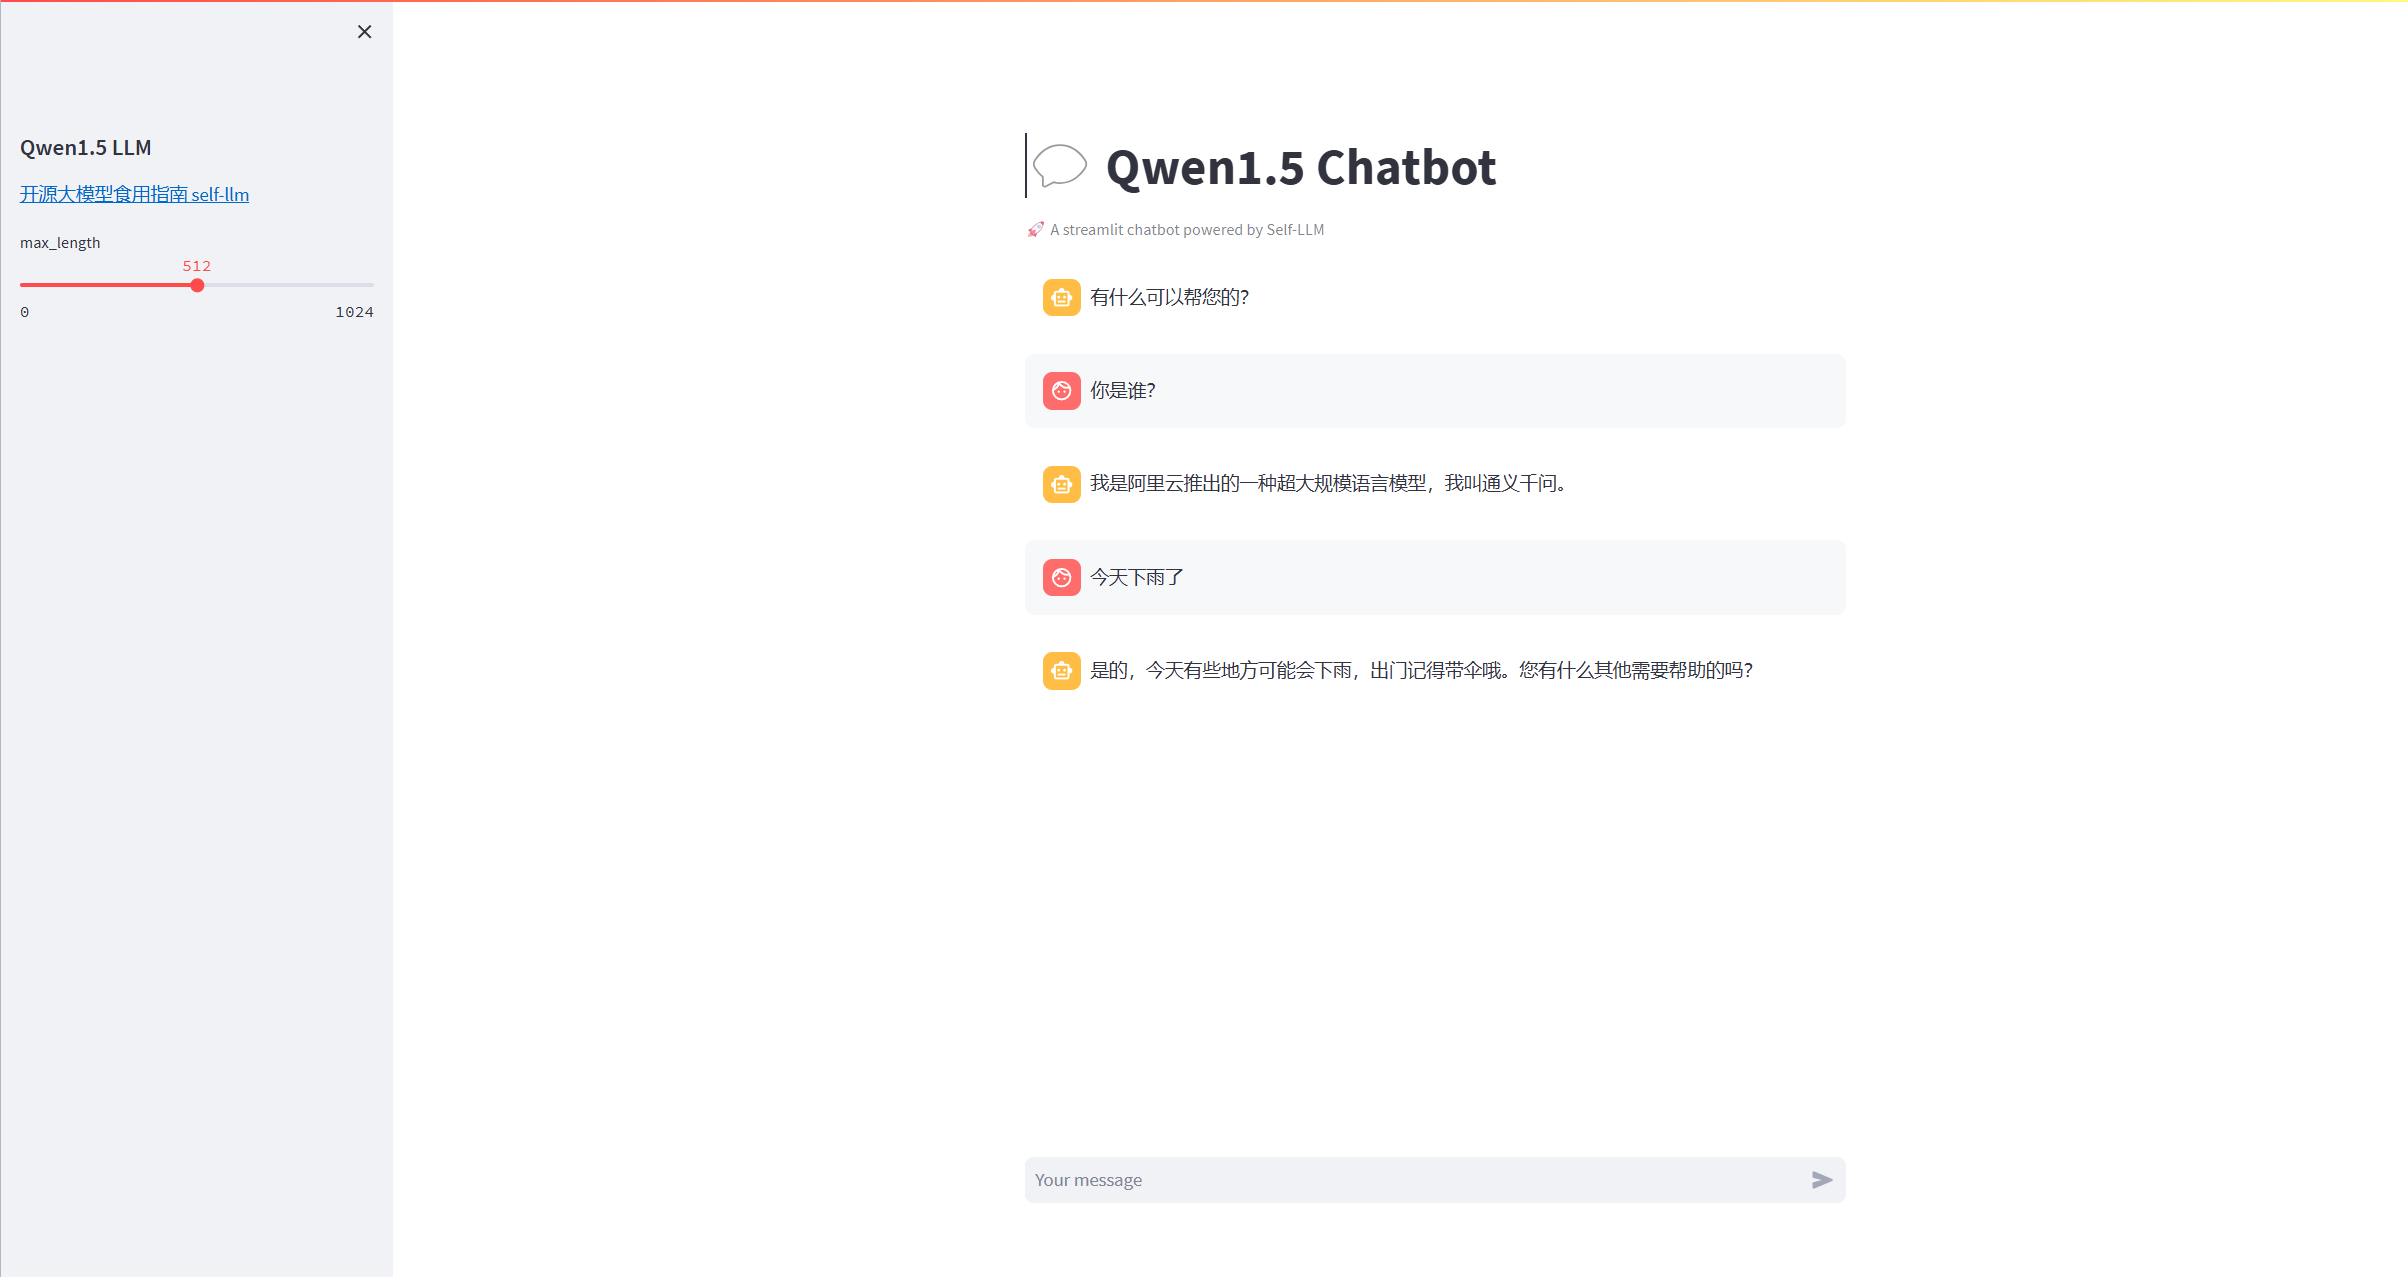 Qwen1.5 LLM
开源大模型食用指南 self-llm
max_length
512
0 1024
Qwen1.5 Chatbot
🚀 A streamlit chatbot powered by Self-LLM
有什么可以帮您的?
你是谁?
我是阿里云推出的一种超大规模语言模型，我叫通义千问。
今天下雨了
是的，今天有些地方可能会下雨，出门记得带伞哦。您有什么其他需要帮助的吗?
Your message